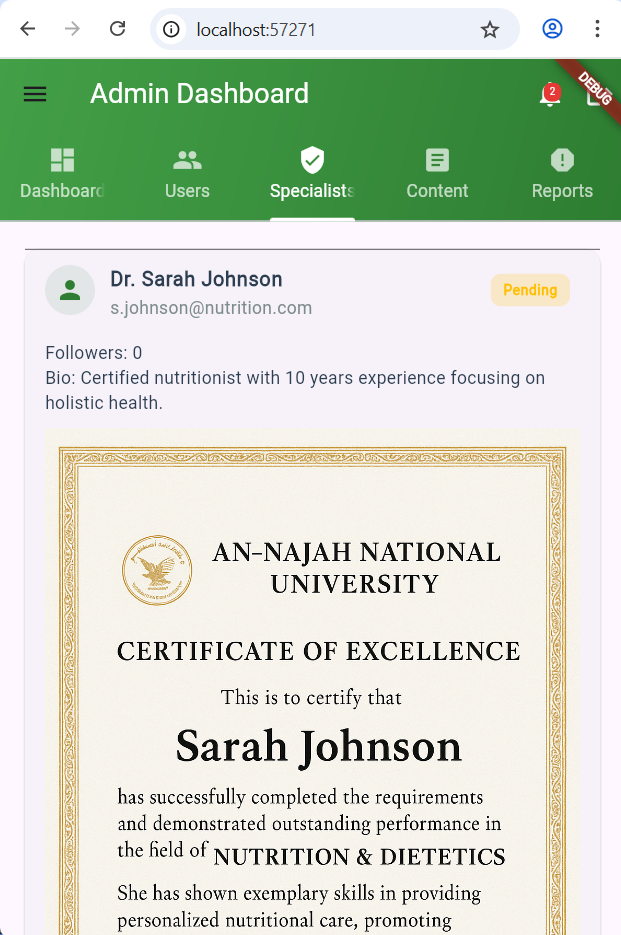 localhost:57271
Admin Dashboard
2
DEBUG
Dashboard
Users
Specialists
Content
Reports
Dr. Sarah Johnson
s.johnson@nutrition.com
Pending
Followers: 0
Bio: Certified nutritionist with 10 years experience focusing on
holistic health.
AN-NAJAH NATIONAL
UNIVERSITY
CERTIFICATE OF EXCELLENCE
This is to certify that
Sarah Johnson
has successfully completed the requirements
and demonstrated outstanding performance in
the field of NUTRITION & DIETETICS
She has shown exemplary skills in providing
personalized nutritional care, promoting